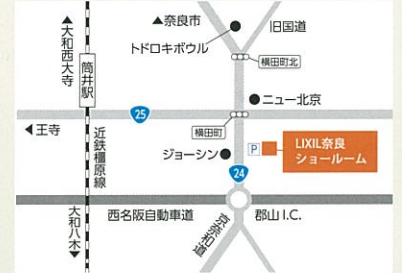 ▲奈良市
旧国道
トドロキボウル
▲大和西大寺
筒井駅
横田町北
ニュー北京
25
◀王寺
横田町
近鉄橿原線
ジョーシン
P
LIXIL奈良
ショールーム
24
大和八木▼
西名阪自動車道
京奈和道
郡山I.C.